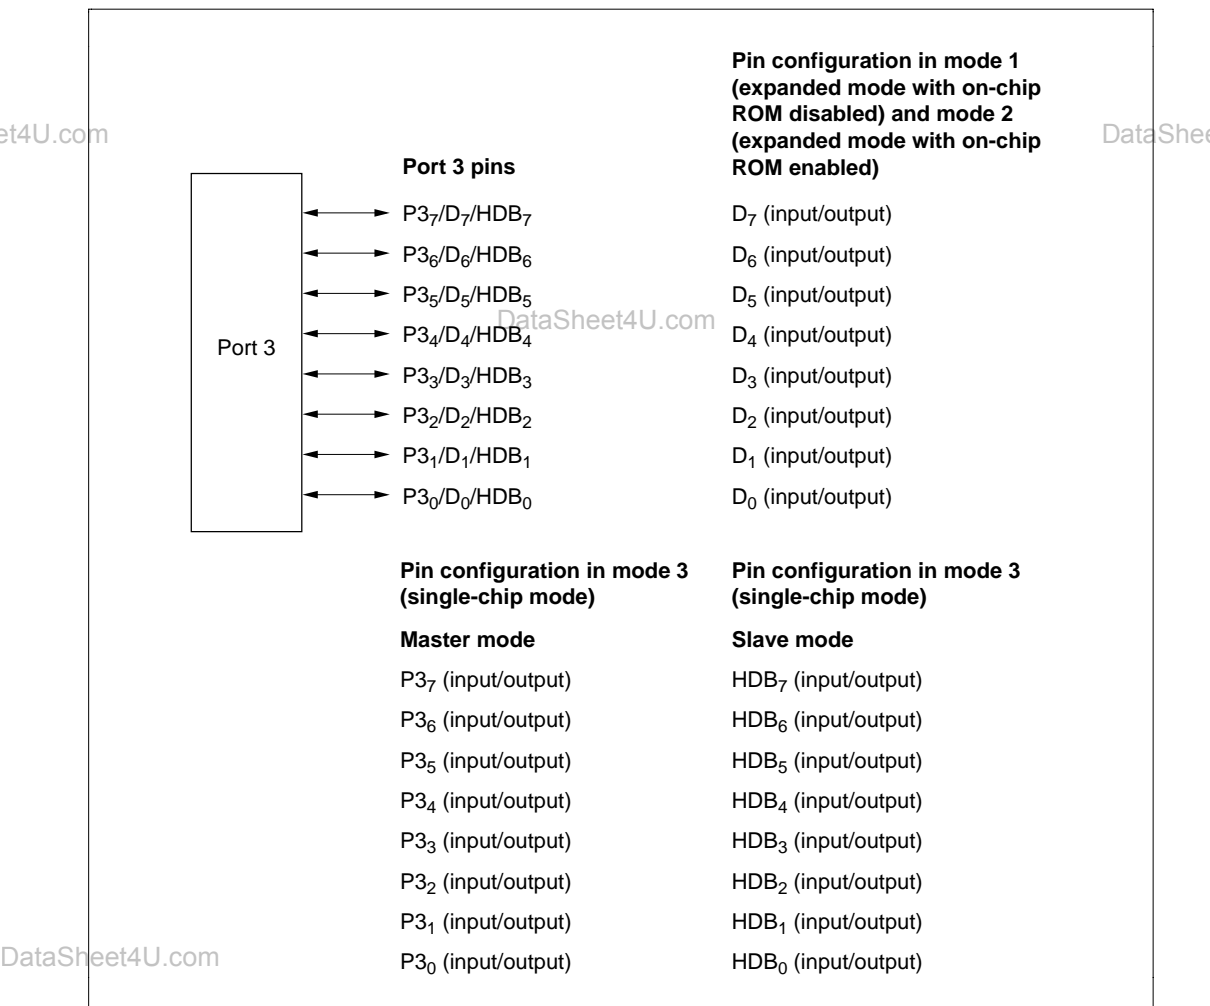 Pin configuration in mode 1
(expanded mode with on-chip
ROM disabled) and mode 2
(expanded mode with on-chip
ROM enabled)
et4U.com
DataShee
Port 3 pins
Port 3
P3₇/D₇/HDB₇ D₇ (input/output)
P3₆/D₆/HDB₆ D₆ (input/output)
P3₅/D₅/HDB₅ D₅ (input/output)
DataSheet4U.com
P3₄/D₄/HDB₄ D₄ (input/output)
P3₃/D₃/HDB₃ D₃ (input/output)
P3₂/D₂/HDB₂ D₂ (input/output)
P3₁/D₁/HDB₁ D₁ (input/output)
P3₀/D₀/HDB₀ D₀ (input/output)
Pin configuration in mode 3
(single-chip mode)
Master mode
P3₇ (input/output)
P3₆ (input/output)
P3₅ (input/output)
P3₄ (input/output)
P3₃ (input/output)
P3₂ (input/output)
P3₁ (input/output)
P3₀ (input/output)
Pin configuration in mode 3
(single-chip mode)
Slave mode
HDB₇ (input/output)
HDB₆ (input/output)
HDB₅ (input/output)
HDB₄ (input/output)
HDB₃ (input/output)
HDB₂ (input/output)
HDB₁ (input/output)
HDB₀ (input/output)
DataSheet4U.com